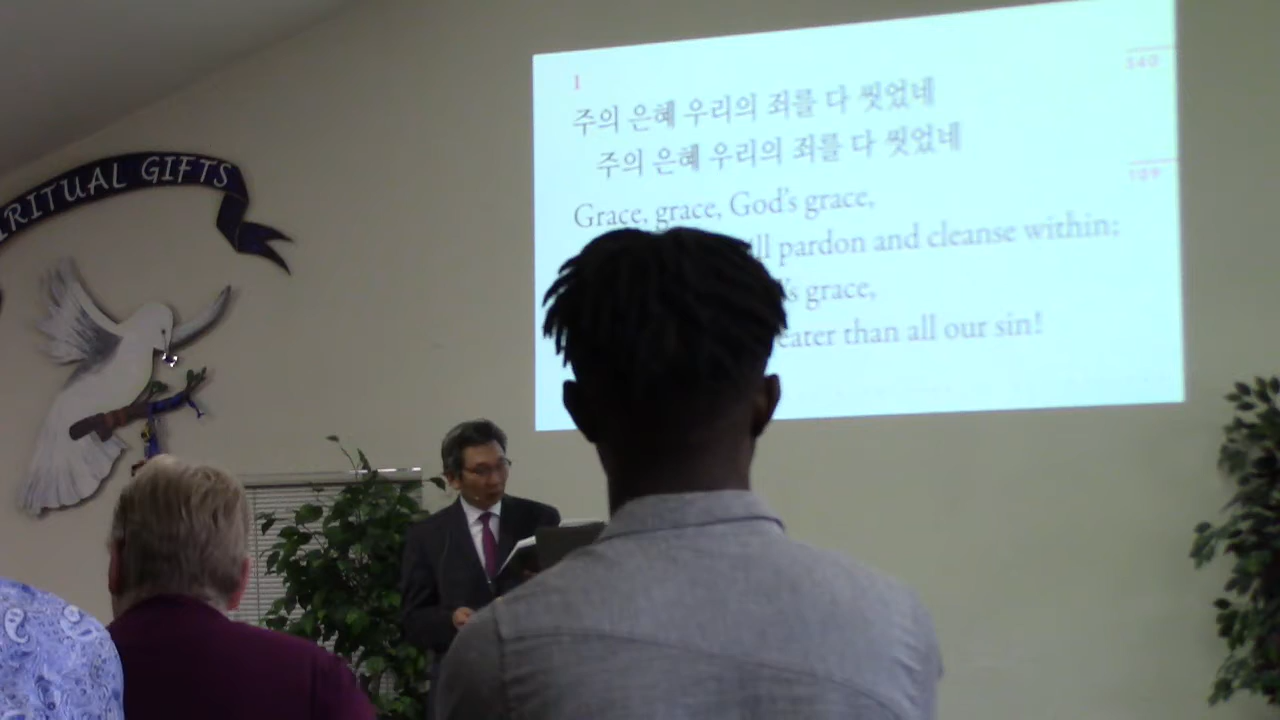 RITUAL GIFTS
1
340
주의 은혜 우리의 죄를 다 씻었네
주의 은혜 우리의 죄를 다 씻었네
109
Grace, grace, God's grace,
ll pardon and cleanse within;
's grace,
eater than all our sin!